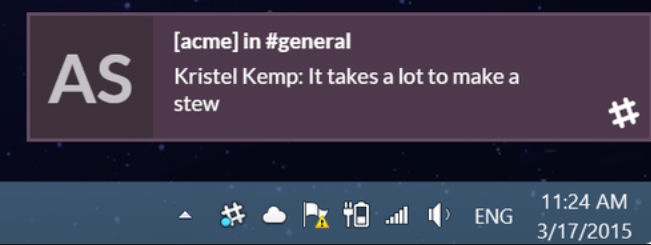 AS
[acme] in #general
Kristel Kemp: It takes a lot to make a
stew
ENG
11:24 AM
3/17/2015